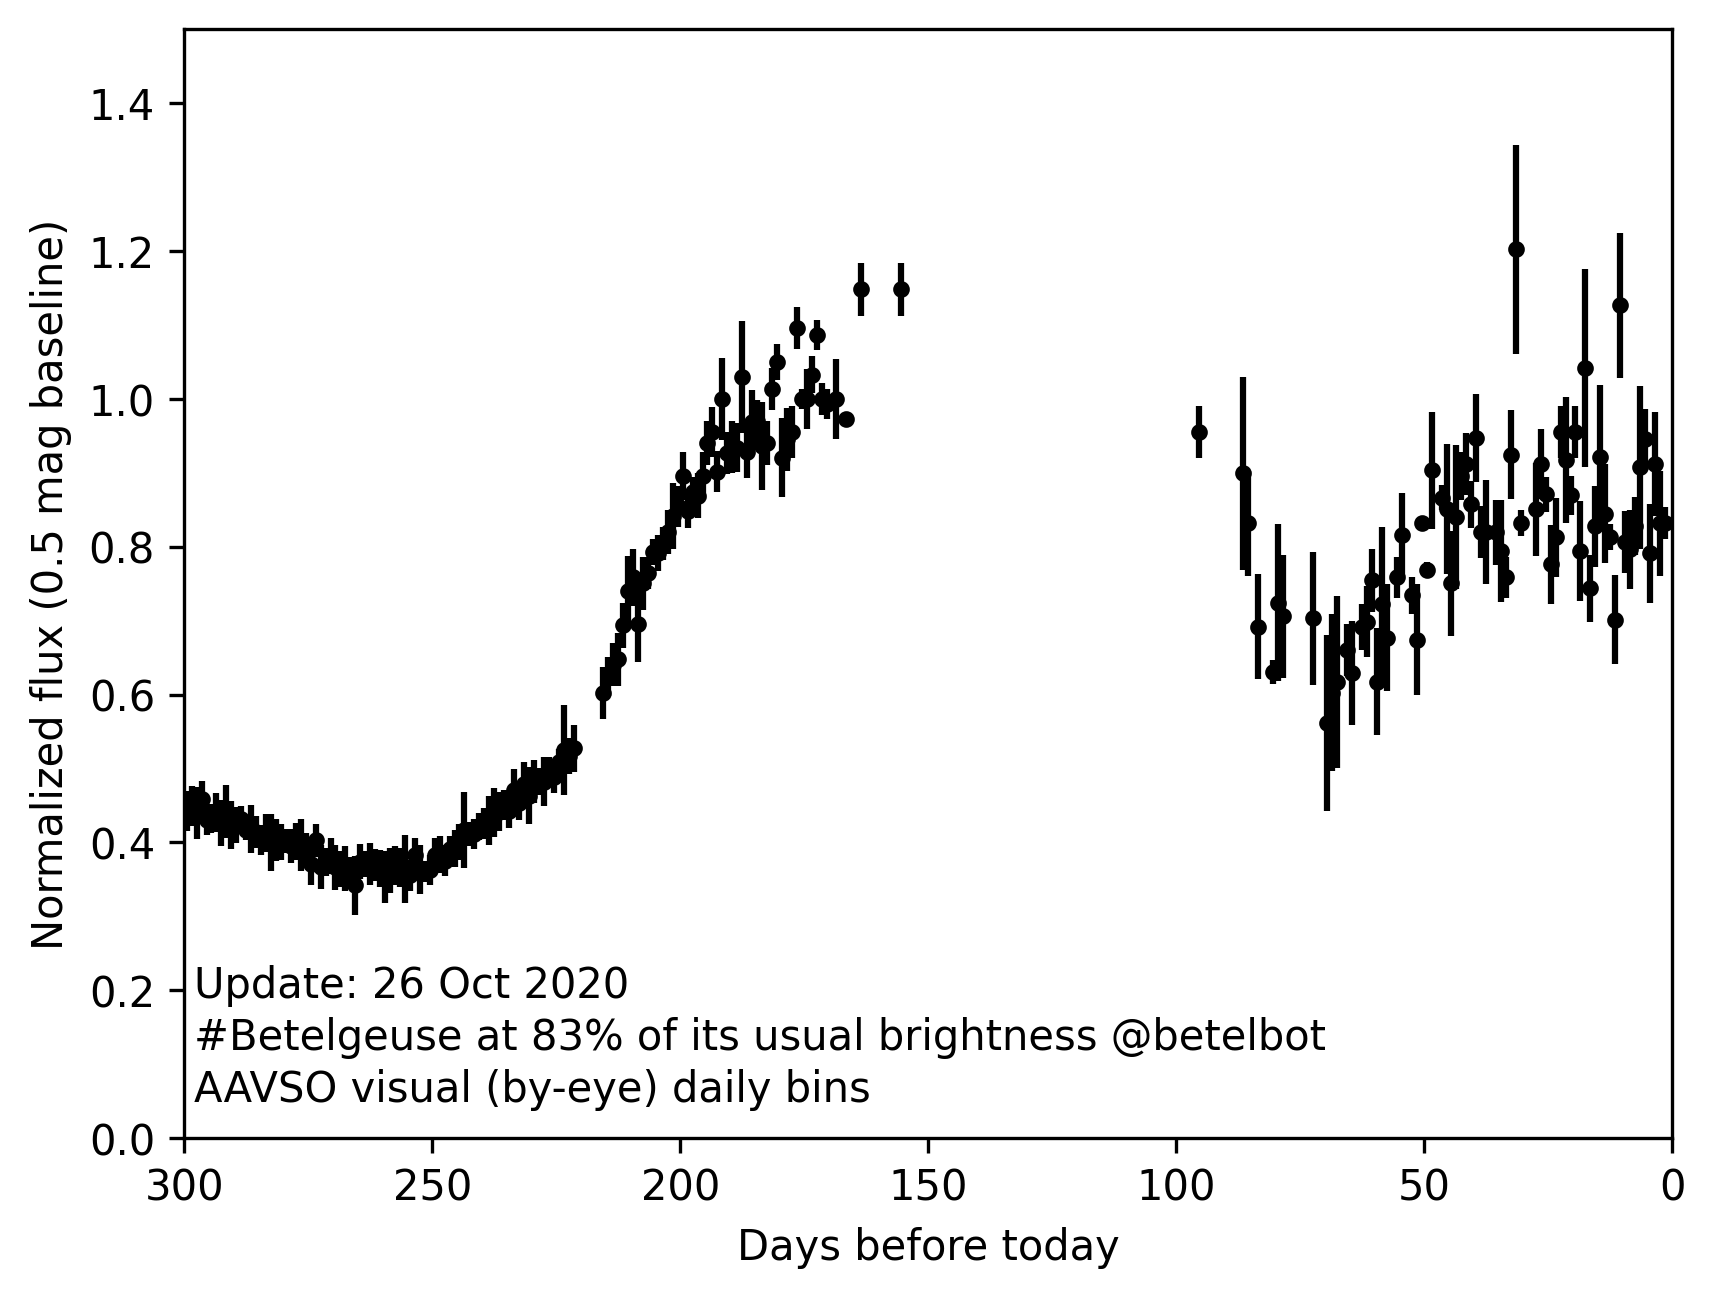 1.4
1.2
1.0
0.8
0.6
0.4
0.2
0.0
Normalized flux (0.5 mag baseline)
Update: 26 Oct 2020
#Betelgeuse at 83% of its usual brightness @betelbot
AAVSO visual (by-eye) daily bins
300 250 200 150 100 50 0
Days before today